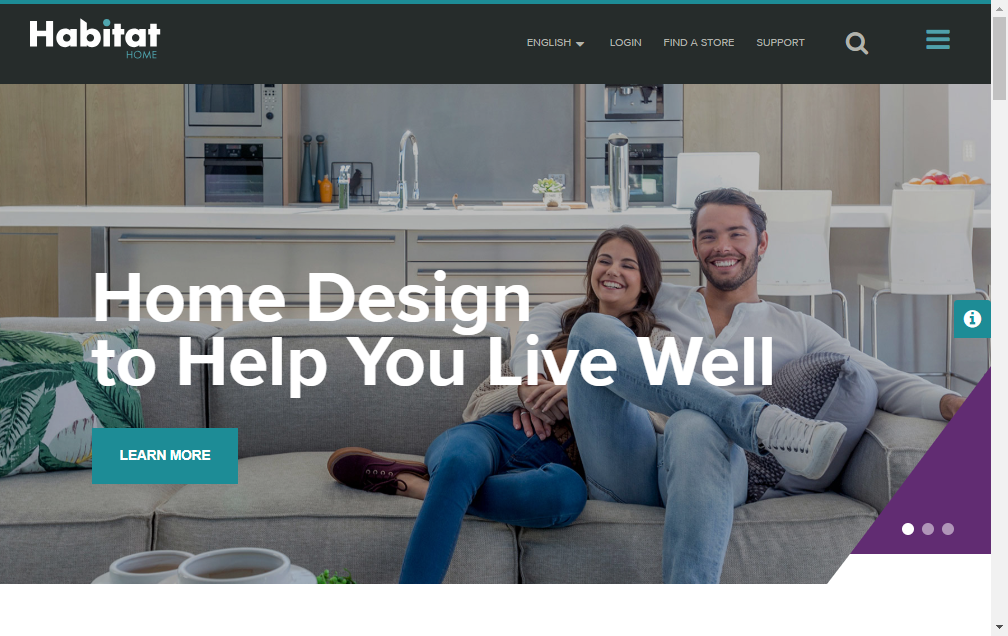 Habitat
HOME
ENGLISH
LOGIN
FIND A STORE
SUPPORT
Home Design
to Help You Live Well
LEARN MORE